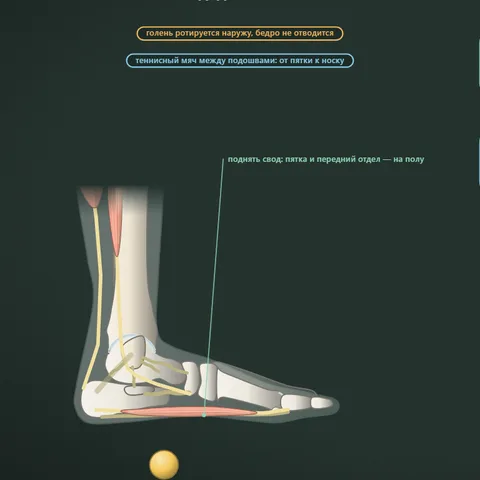 голень ротируется наружу, бедро не отводится
теннисный мяч между подошвами: от пятки к носку
поднять свод: пятка и передний отдел — на полу